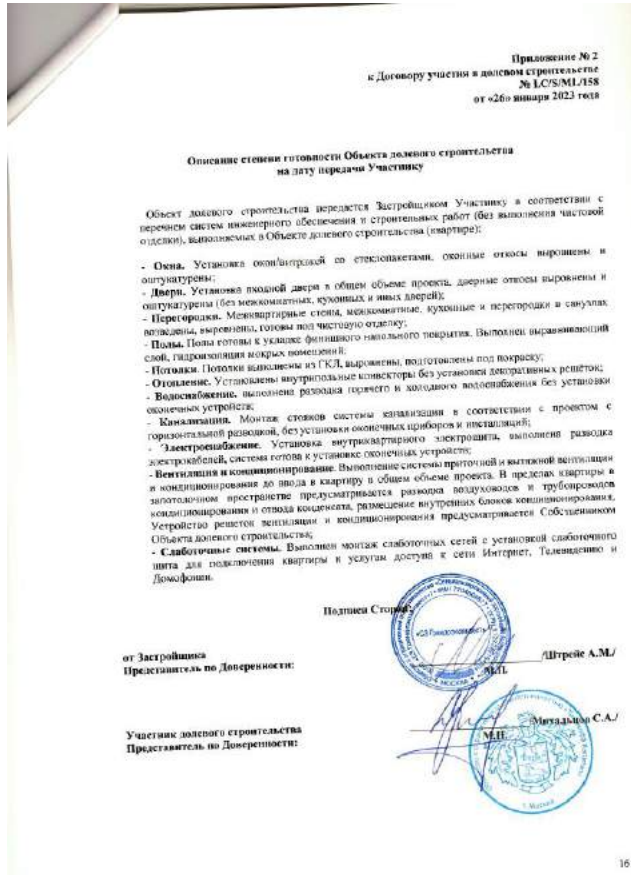 Приложение № 2
к Договору участия в долевом строительстве
№ LC/S/ML/158
от «26» января 2023 года
Описание степени готовности Объекта долевого строительства
на дату передачи Участнику
Объект долевого строительства передается Застройщиком Участнику в соответствии с
перечнем систем инженерного обеспечения и строительных работ (без выполнения чистовой
отделки), выполняемых в Объекте долевого строительства (квартире):
- Окна. Установка окон/витражей со стеклопакетами, оконные откосы выровнены и
оштукатурены;
- Двери. Установка входной двери в общем объеме проекта, дверные откосы выровнены и
оштукатурены (без межкомнатных, кухонных и иных дверей);
- Перегородки. Межквартирные стены, межкомнатные, кухонные и перегородки в санузлах
возведены, выровнены, готовы под чистовую отделку;
- Полы. Полы готовы к укладке финишного напольного покрытия. Выполнен выравнивающий
слой, гидроизоляция мокрых помещений;
- Потолки. Потолки выполнены из ГКЛ, выровнены, подготовлены под покраску;
- Отопление. Установлены внутрипольные конвекторы без установки декоративных решёток;
- Водоснабжение. выполнена разводка горячего и холодного водоснабжения без установки
оконечных устройств;
- Канализация. Монтаж стояков системы канализации в соответствии с проектом с
горизонтальной разводкой, без установки оконечных приборов и инсталляций;
- Электроснабжение. Установка внутриквартирного электрощита, выполнена разводка
электрокабелей, система готова к установке оконечных устройств;
- Вентиляция и кондиционирование. Выполнение системы приточной и вытяжной вентиляции
и кондиционирования до ввода в квартиру в общем объеме проекта. В пределах квартиры в
запотолочном пространстве предусматривается разводка воздуховодов и трубопроводов
кондиционирования и отвода конденсата, размещение внутренних блоков кондиционирования.
Устройство решеток вентиляции и кондиционирования предусматривается Собственником
Объекта долевого строительства;
- Слаботочные системы. Выполнен монтаж слаботочных сетей с установкой слаботочного
щита для подключения квартиры к услугам доступа к сети Интернет, Телевидению и
Домофонии.
Подписи Сторон:
от Застройщика
Представитель по Доверенности:
/Штрейс А.М./
М.П.
МОСКВА
Участник долевого строительства
Представитель по Доверенности:
/Михальцов С.А./
М.П.
г. Москва
16